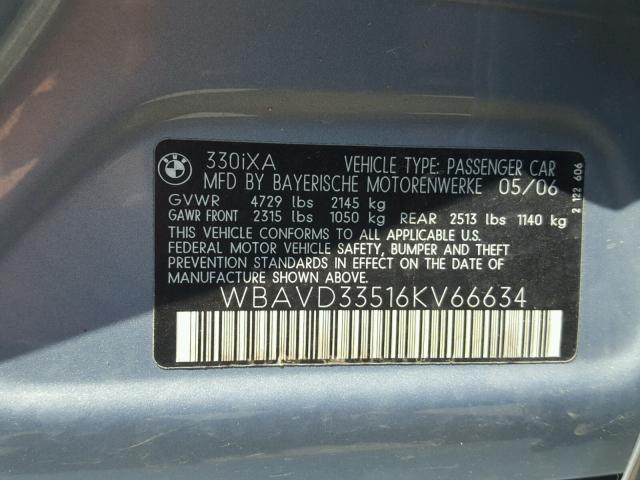 BMW
330iXA VEHICLE TYPE: PASSENGER CAR
MFD BY BAYERISCHE MOTORENWERKE 05/06
GVWR 4729 lbs 2145 kg
GAWR FRONT 2315 lbs 1050 kg REAR 2513 lbs 1140 kg
THIS VEHICLE CONFORMS TO ALL APPLICABLE U.S.
FEDERAL MOTOR VEHICLE SAFETY, BUMPER AND THEFT
PREVENTION STANDARDS IN EFFECT ON THE DATE OF
MANUFACTURE SHOWN ABOVE.
WBAVD33516KV66634
2 122 606